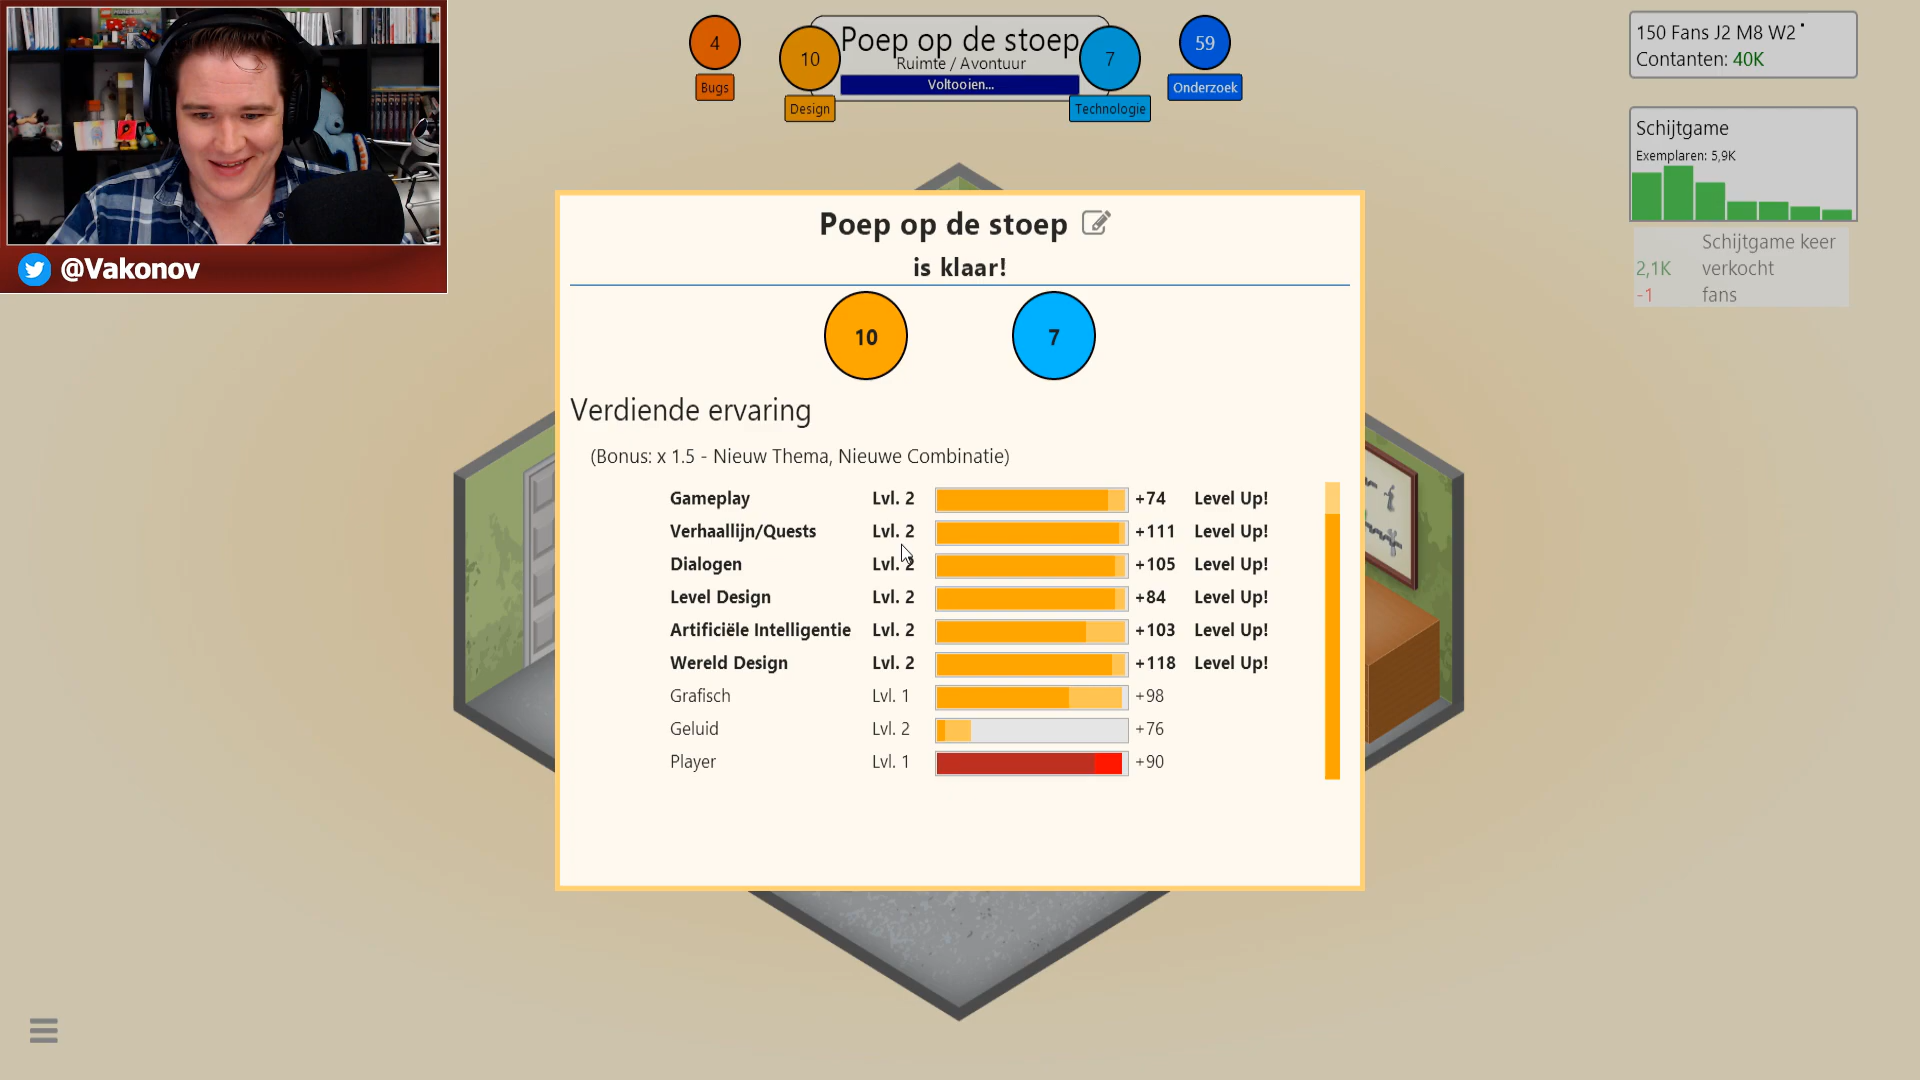 @Vakonov
4
Bugs
10
Design
Poep op de stoep
Ruimte / Avontuur
Voltooien...
7
Technologie
59
Onderzoek
150 Fans J2 M8 W2
Contanten: 40K
Schijtgame
Exemplaren: 5,9K
Schijtgame keer
2,1K verkocht
-1 fans
Poep op de stoep
is klaar!
10
7
Verdiende ervaring
(Bonus: x 1.5 - Nieuw Thema, Nieuwe Combinatie)
Gameplay Lvl. 2 +74 Level Up!
Verhaallijn/Quests Lvl. 2 +111 Level Up!
Dialogen Lvl. 2 +105 Level Up!
Level Design Lvl. 2 +84 Level Up!
Artificiële Intelligentie Lvl. 2 +103 Level Up!
Wereld Design Lvl. 2 +118 Level Up!
Grafisch Lvl. 1 +98
Geluid Lvl. 2 +76
Player Lvl. 1 +90